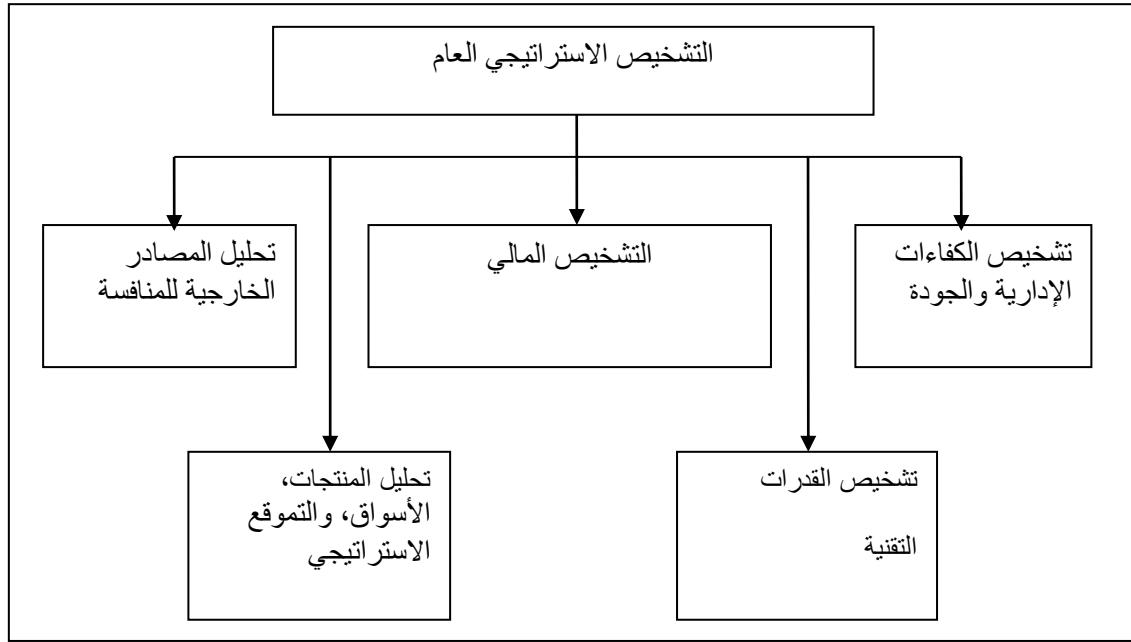 التشخيص الاستراتيجي العام
تشخيص الكفاءات
الإدارية والجودة
التشخيص المالي
تحليل المصادر
الخارجية للمنافسة
تشخيص القدرات
التقنية
تحليل المنتجات،
الأسواق، والتموقع
الاستراتيجي